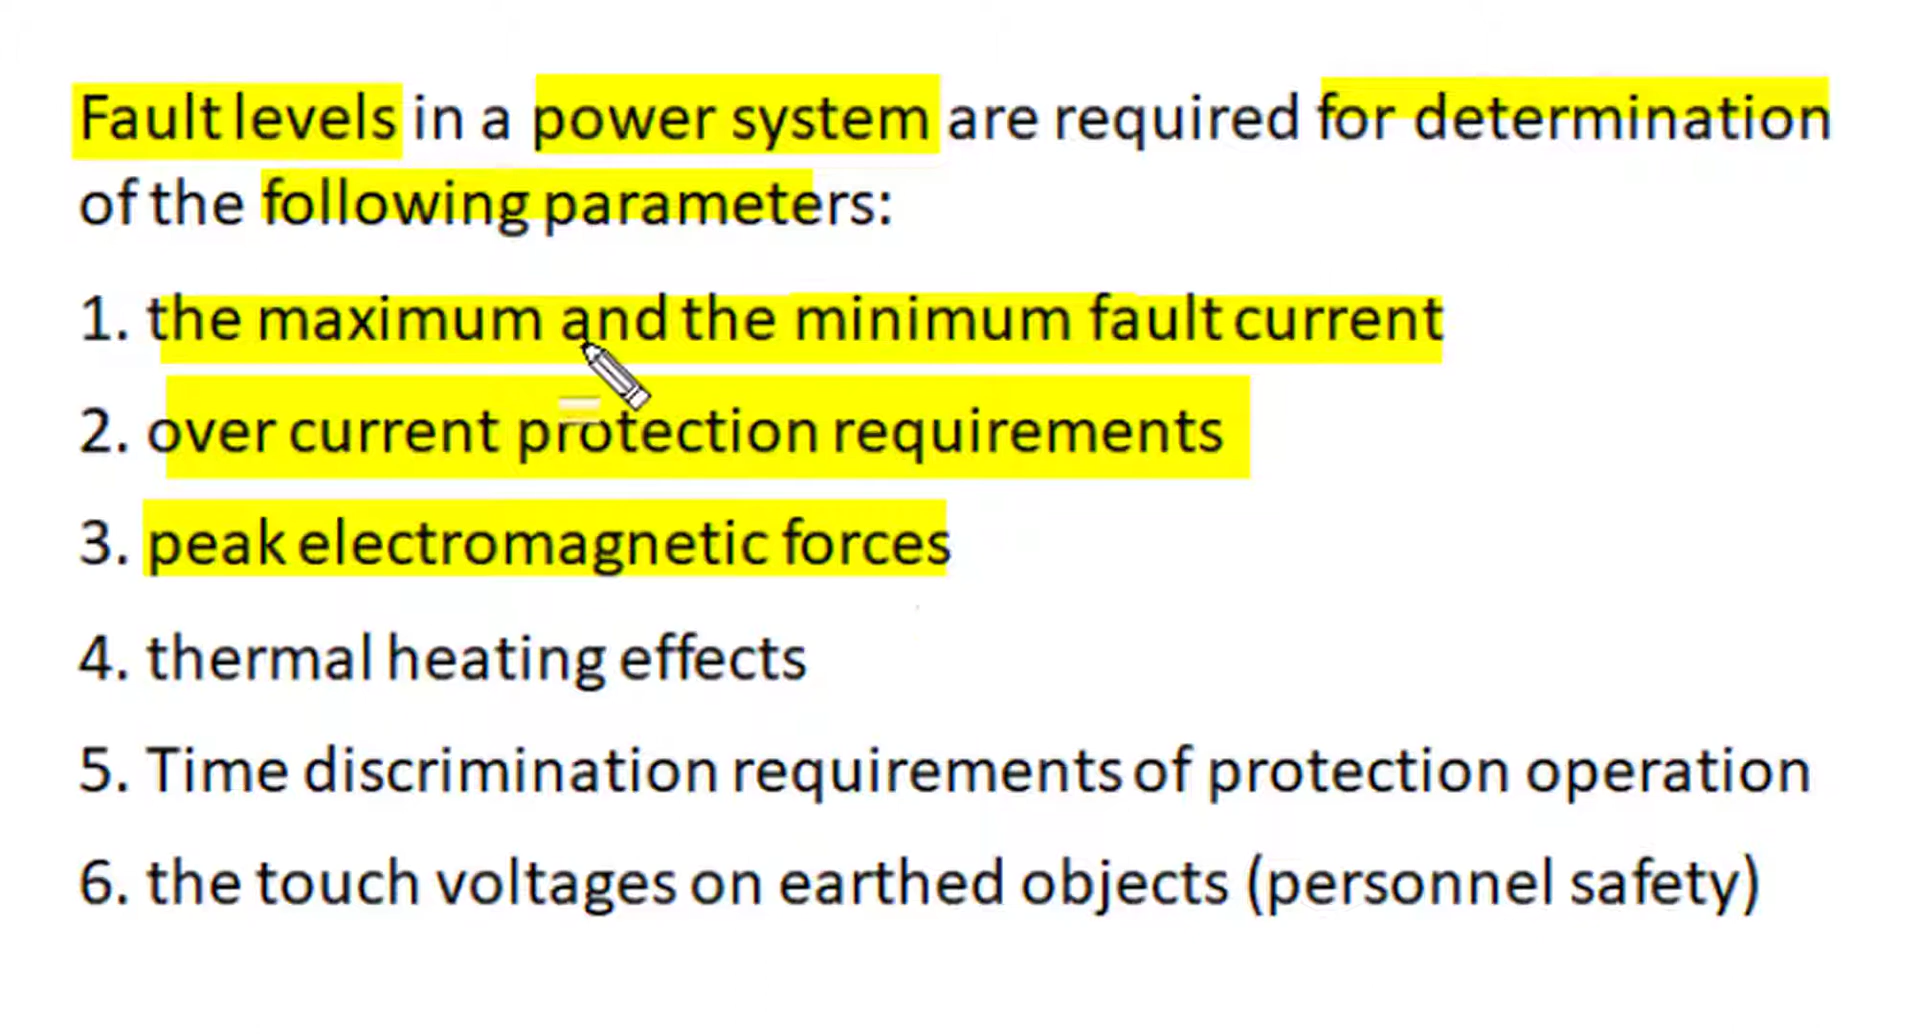 Fault levels in a power system are required for determination
of the following parameters:
1. the maximum and the minimum fault current
2. over current protection requirements
3. peak electromagnetic forces
4. thermal heating effects
5. Time discrimination requirements of protection operation
6. the touch voltages on earthed objects (personnel safety)